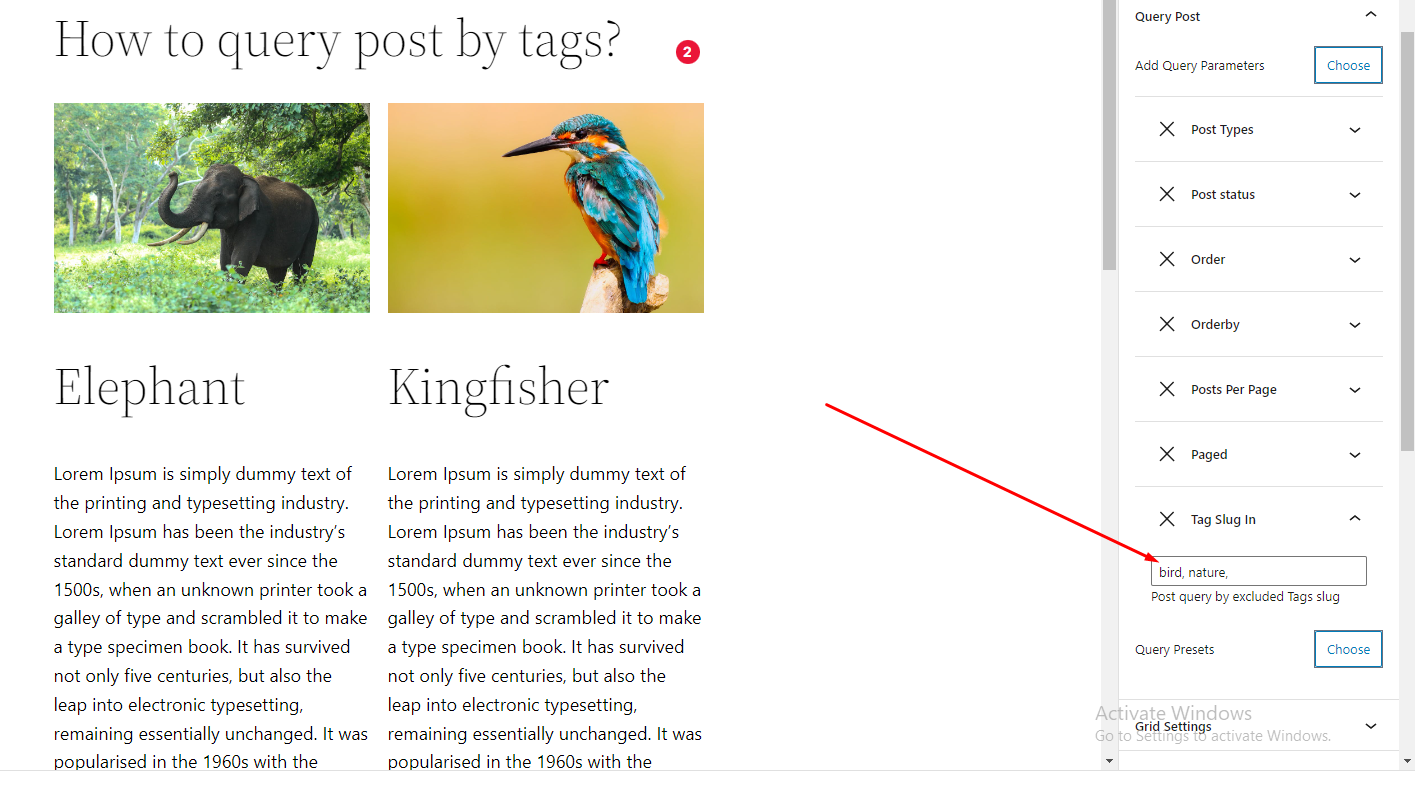 How to query post by tags?
2
Elephant
Lorem Ipsum is simply dummy text of
the printing and typesetting industry.
Lorem Ipsum has been the industry’s
standard dummy text ever since the
1500s, when an unknown printer took a
galley of type and scrambled it to make
a type specimen book. It has survived
not only five centuries, but also the
leap into electronic typesetting,
remaining essentially unchanged. It was
popularised in the 1960s with the
Kingfisher
Lorem Ipsum is simply dummy text of
the printing and typesetting industry.
Lorem Ipsum has been the industry’s
standard dummy text ever since the
1500s, when an unknown printer took a
galley of type and scrambled it to make
a type specimen book. It has survived
not only five centuries, but also the
leap into electronic typesetting,
remaining essentially unchanged. It was
popularised in the 1960s with the
Query Post
Add Query Parameters
Choose
Post Types
Post status
Order
Orderby
Posts Per Page
Paged
Tag Slug In
bird, nature,
Post query by excluded Tags slug
Query Presets
Choose
Grid Settings
Activate Windows
Go to Settings to activate Windows.